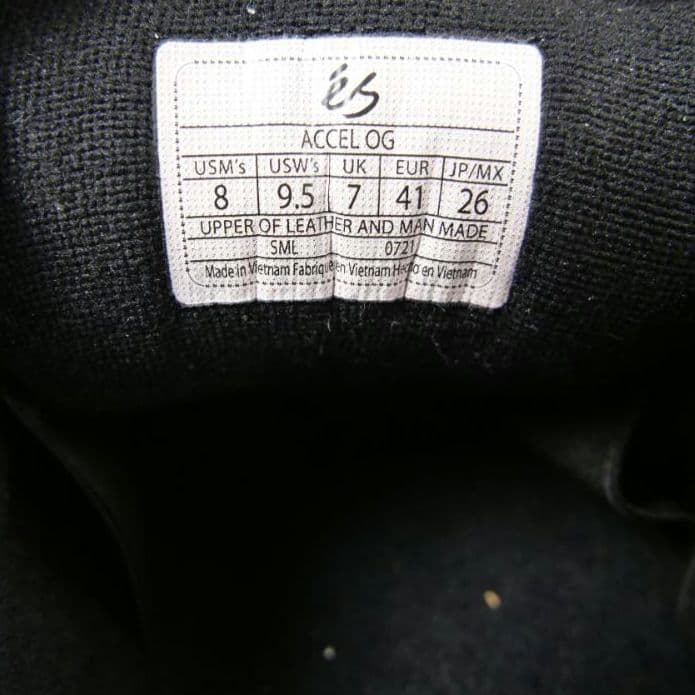 éS
ACCEL OG
USM's USW's UK EUR JP/MX
8 9.5 7 41 26
UPPER OF LEATHER AND MAN MADE
SML 0721
Made in Vietnam Fabriqué en Vietnam Hecho en Vietnam